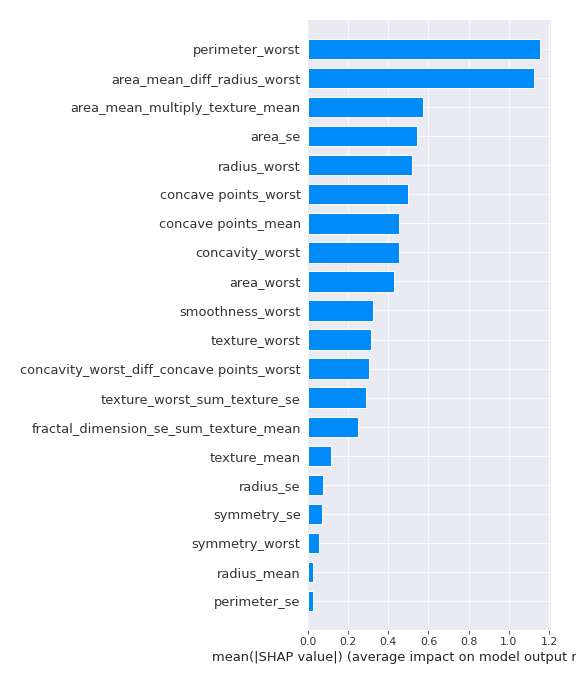 perimeter_worst
area_mean_diff_radius_worst
area_mean_multiply_texture_mean
area_se
radius_worst
concave points_worst
concave points_mean
concavity_worst
area_worst
smoothness_worst
texture_worst
concavity_worst_diff_concave points_worst
texture_worst_sum_texture_se
fractal_dimension_se_sum_texture_mean
texture_mean
radius_se
symmetry_se
symmetry_worst
radius_mean
perimeter_se
0.0 0.2 0.4 0.6 0.8 1.0 1.2
mean(|SHAP value|) (average impact on model output